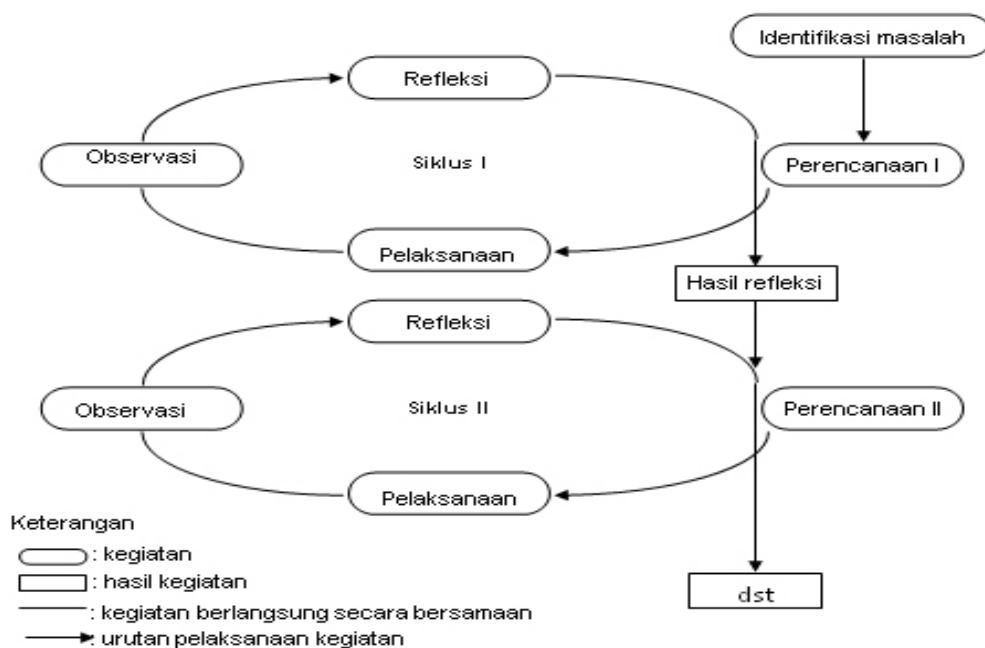 Identifikasi masalah
Refleksi
Observasi
Siklus I
Perencanaan I
Pelaksanaan
Hasil refleksi
Refleksi
Observasi
Siklus II
Perencanaan II
Pelaksanaan
Keterangan
: kegiatan
: hasil kegiatan
: kegiatan berlangsung secara bersamaan
: urutan pelaksanaan kegiatan
dst